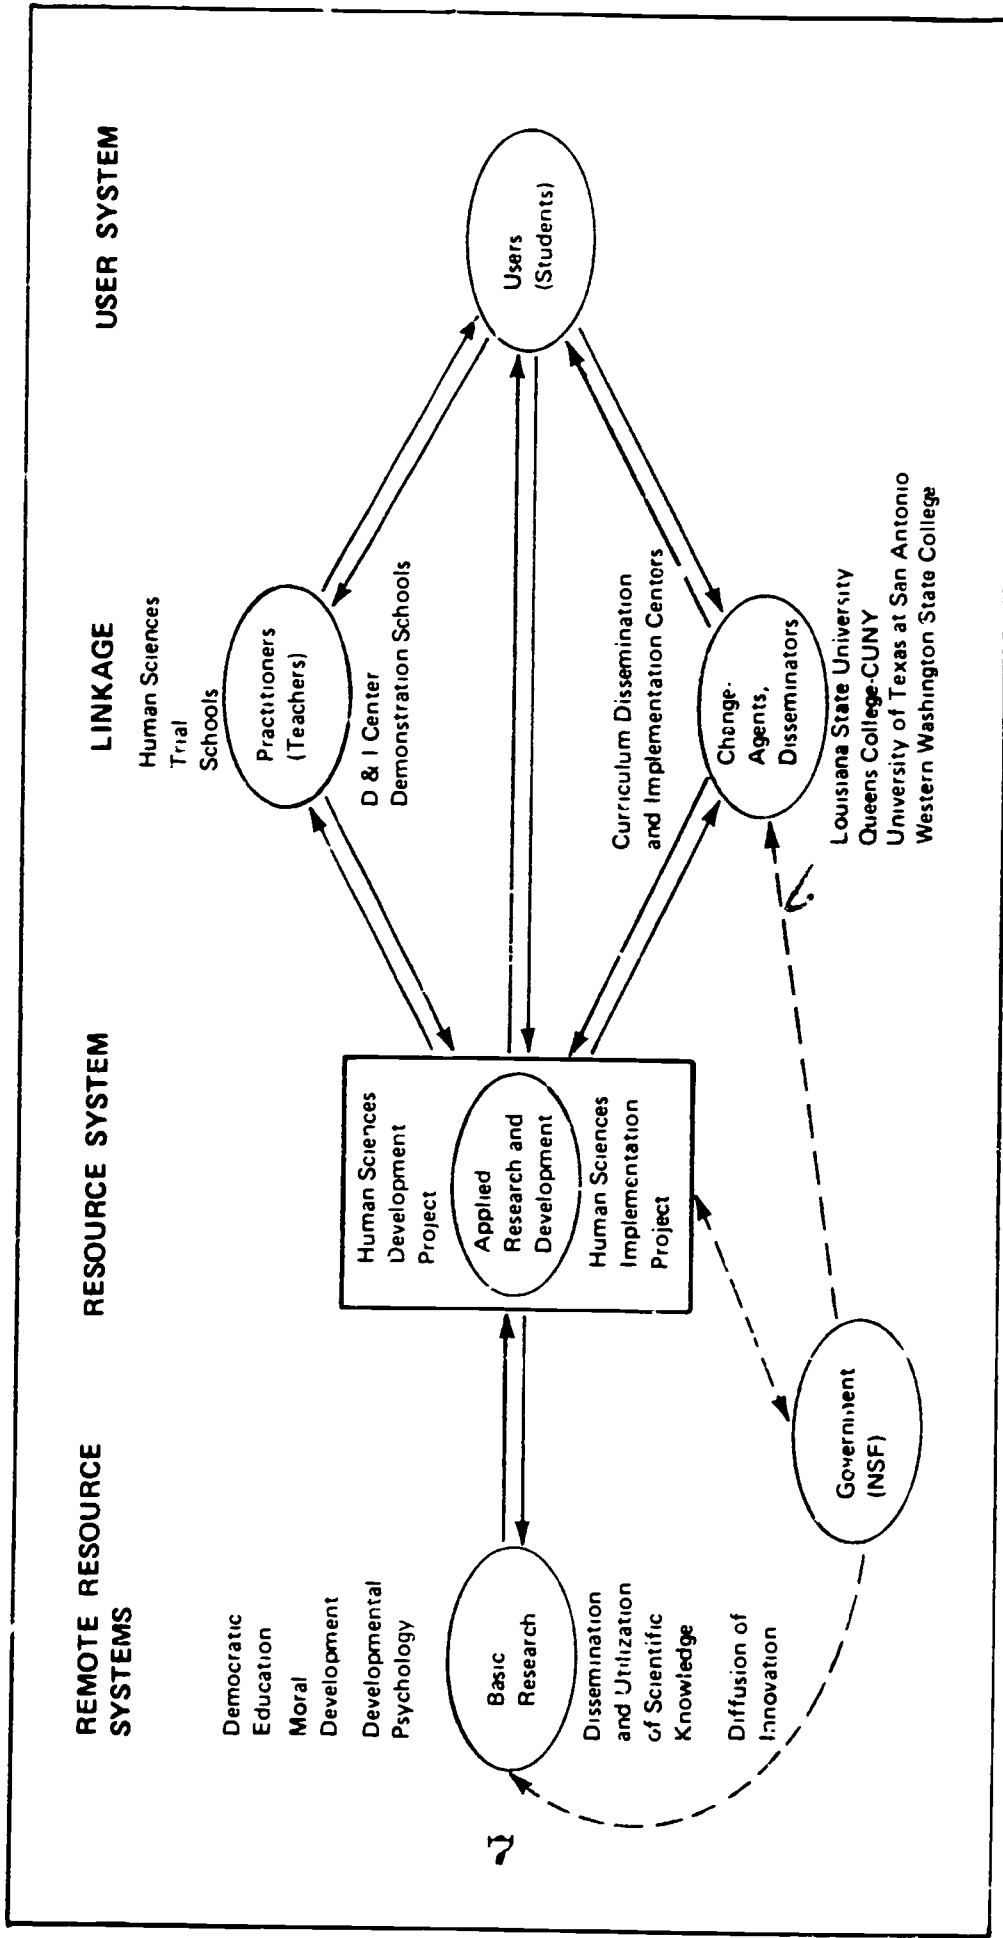 REMOTE RESOURCE
SYSTEMS
RESOURCE SYSTEM
LINKAGE
USER SYSTEM
Democratic
Education
Moral
Development
Developmental
Psychology
Basic
Research
Dissemination
and Utilization
of Scientific
Knowledge
Diffusion of
Innovation
?
Government
(NSF)
Human Sciences
Development
Project
Applied
Research and
Development
Human Sciences
Implementation
Project
Human Sciences
Trial
Schools
Practioners
(Teachers)
D & I Center
Demonstration Schools
Curriculum Dissemination
and Implementation Centors
Change-
Agents,
Disseminators
?
Louisiana State University
Queens College-CUNY
University of Texas at San Antonio
Western Washington State College
Users
(Students)